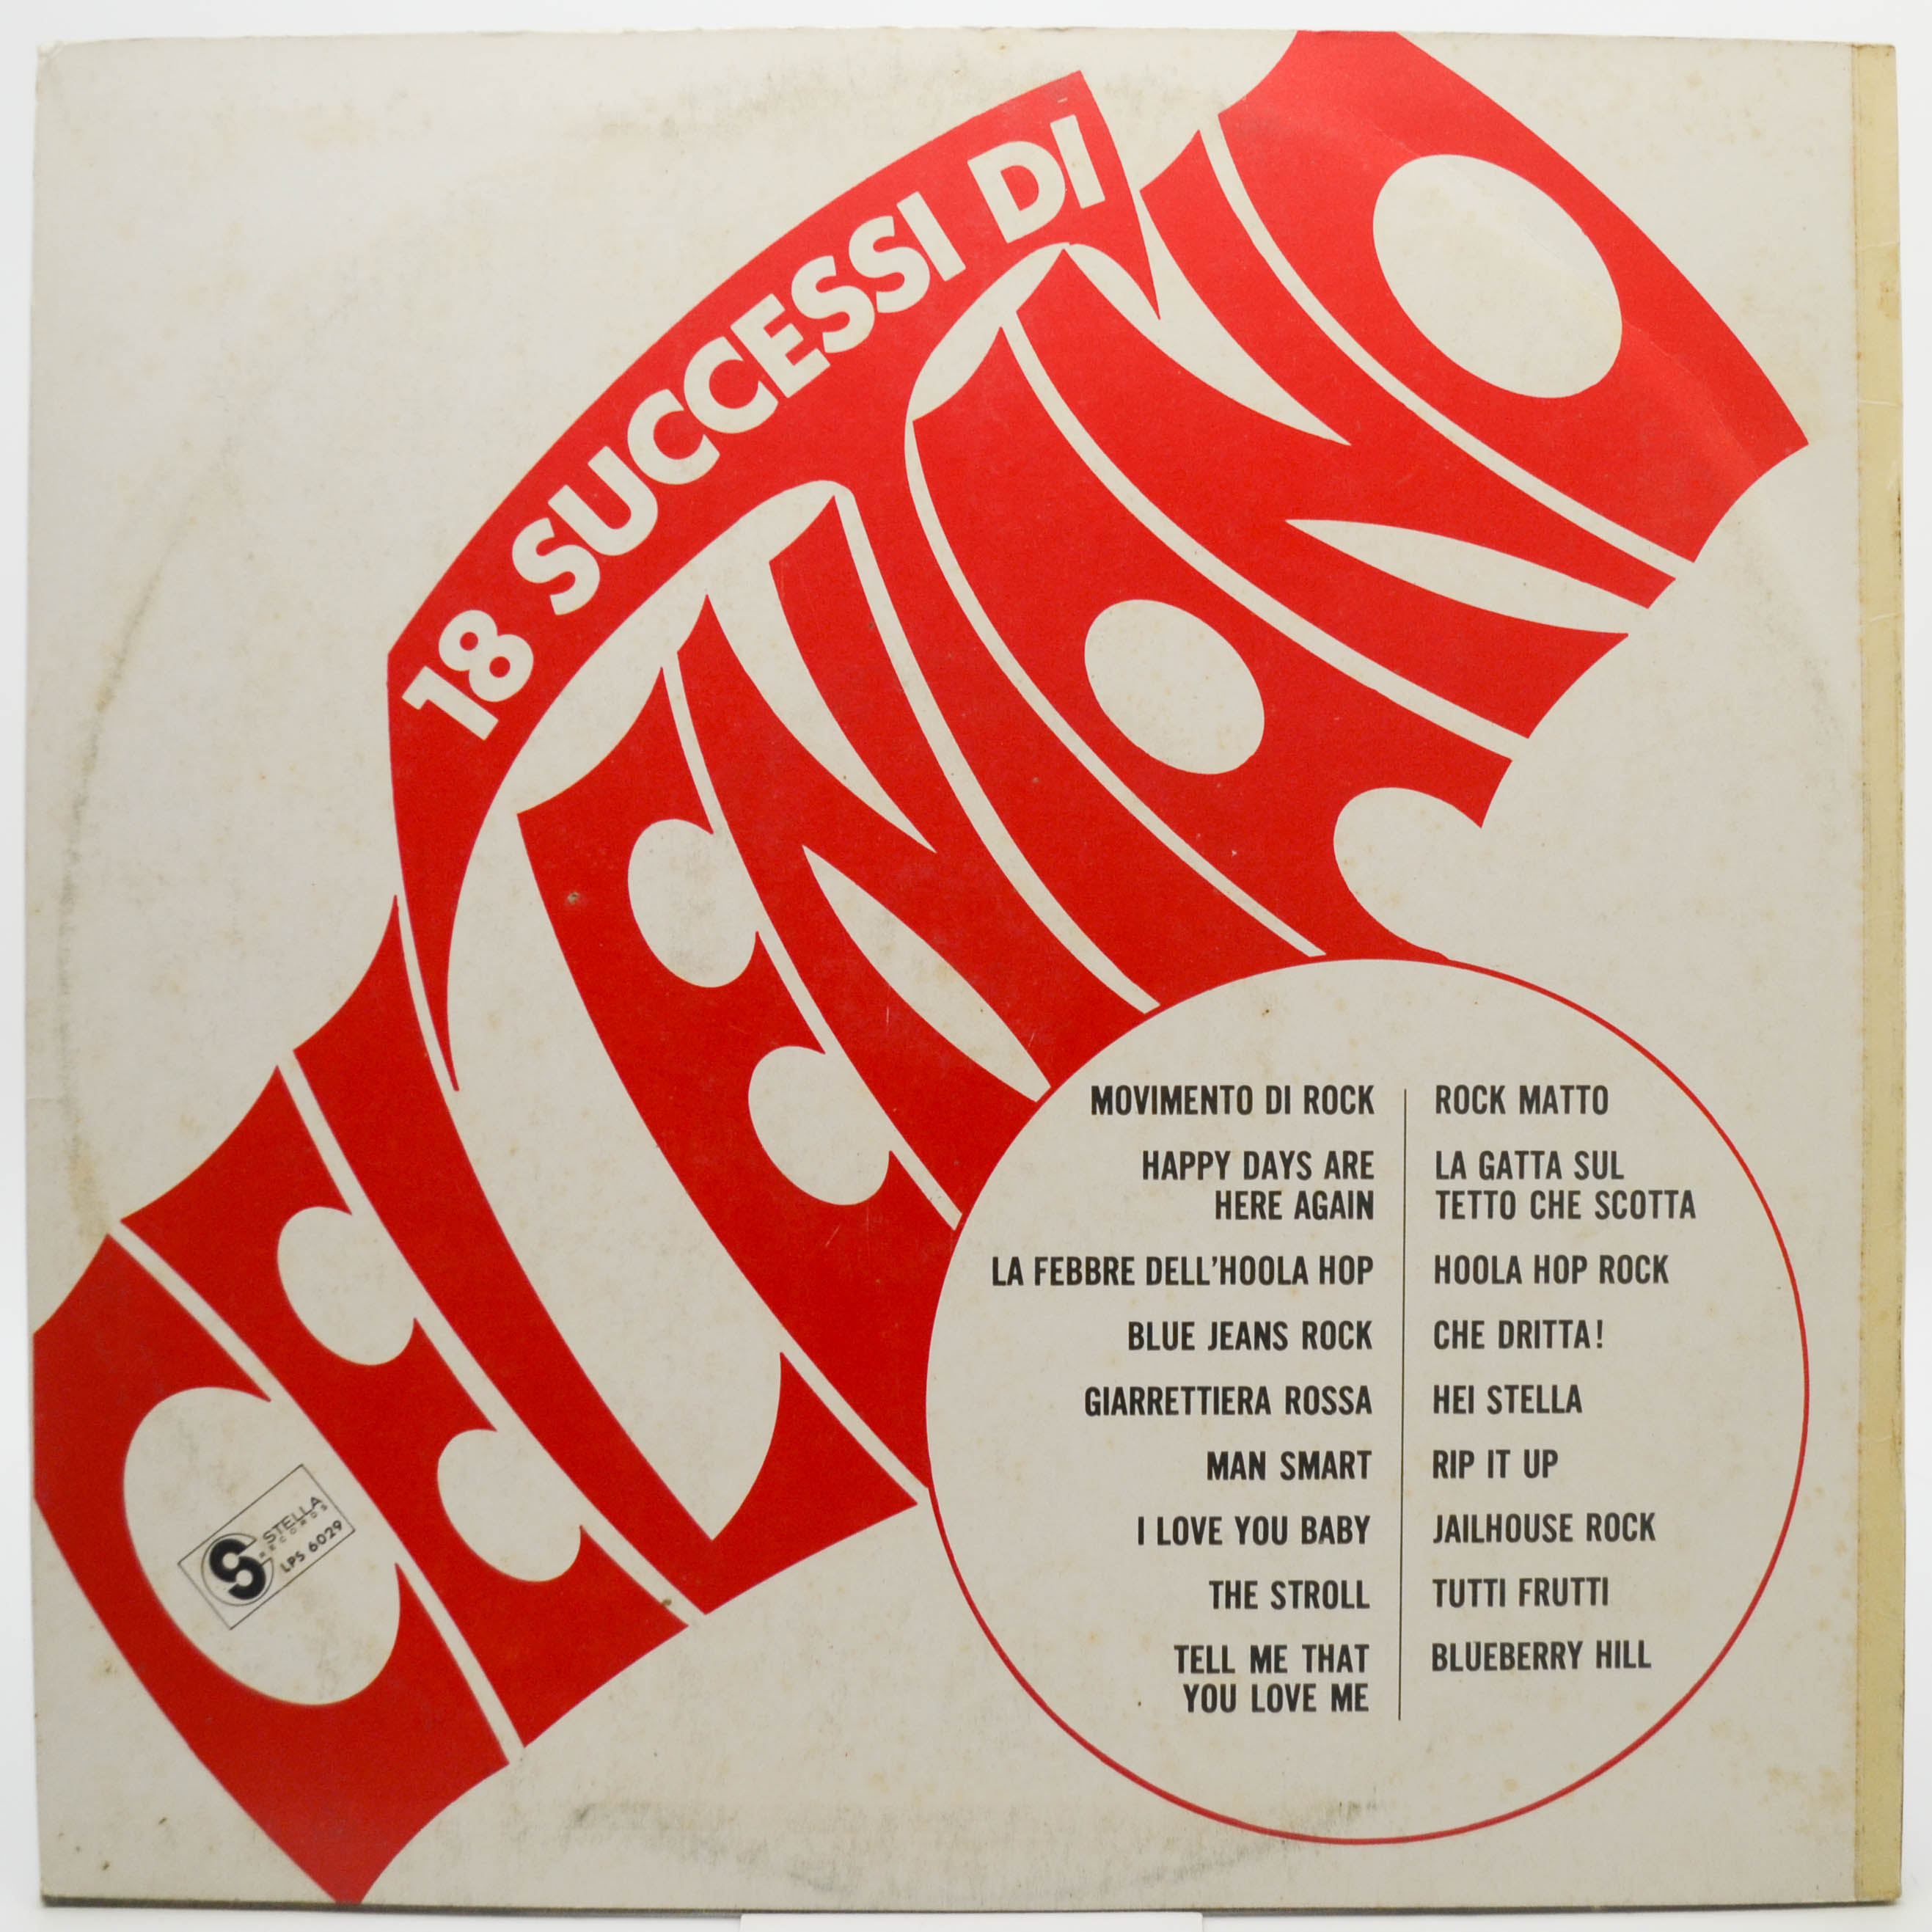 18 SUCCESSI DI
CELENTANO
STELLA
RECORDS
LPS 6029
MOVIMENTO DI ROCK
HAPPY DAYS ARE
HERE AGAIN
LA FEBBRE DELL'HOOLA HOP
BLUE JEANS ROCK
GIARRETTIERA ROSSA
MAN SMART
I LOVE YOU BABY
THE STROLL
TELL ME THAT
YOU LOVE ME
ROCK MATTO
LA GATTA SUL
TETTO CHE SCOTTA
HOOLA HOP ROCK
CHE DRITTA!
HEI STELLA
RIP IT UP
JAILHOUSE ROCK
TUTTI FRUTTI
BLUEBERRY HILL